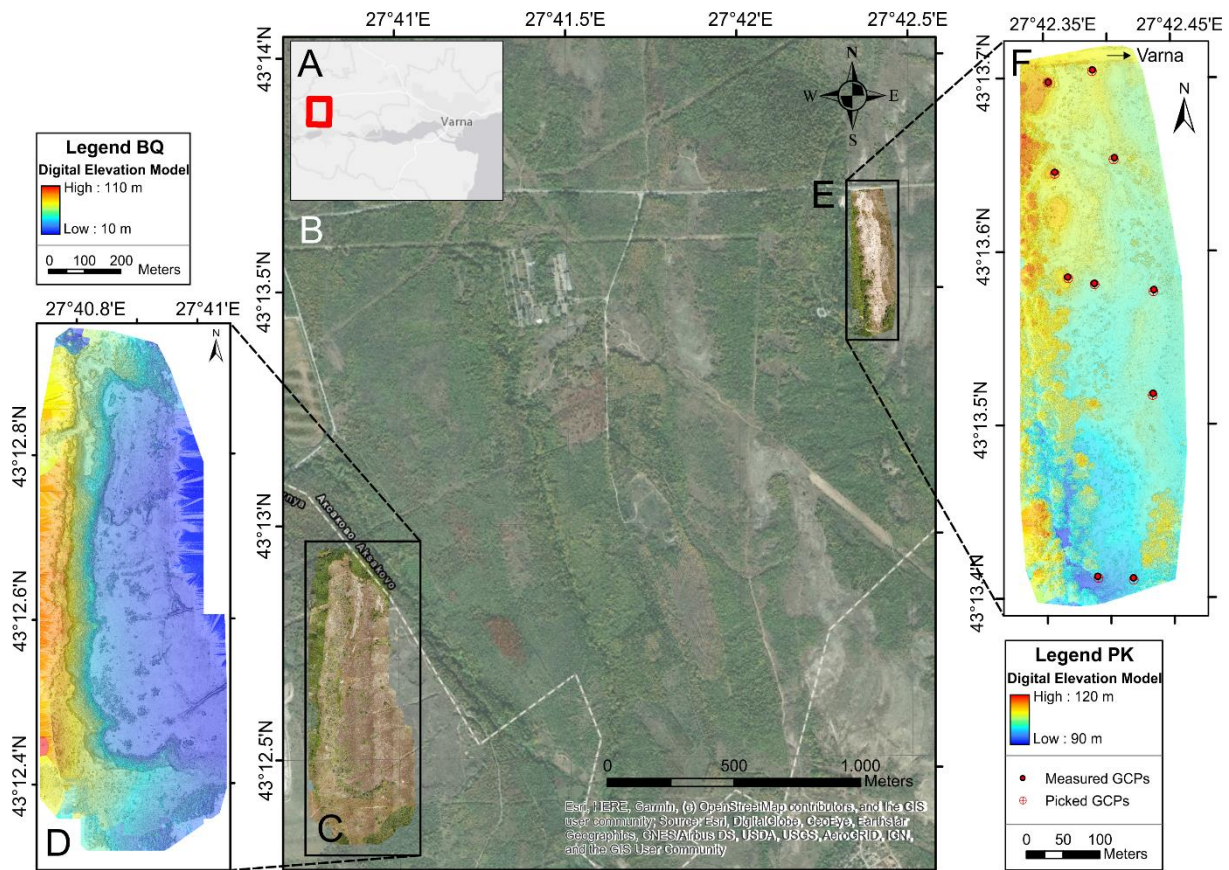 27°41'E
27°41.5'E
27°42'E
27°42.5'E
27°42.35'E
27°42.45'E
43°14'N
43°13.5'N
43°13'N
43°12.5'N
A
Varna
B
N
W E
S
E
C
Аксаково Aksakovo
0 500 1.000
Meters
Esri, HERE, Garmin, (c) OpenStreetMap contributors, and the GIS
user community; Source: Esri, DigitalGlobe, GeoEye, Earthstar
Geographics, CNES/Airbus DS, USDA, USGS, AeroGRID, IGN,
and the GIS User Community
Legend BQ
Digital Elevation Model
High : 110 m
Low : 10 m
0 100 200
Meters
27°40.8'E
27°41'E
N
43°12.8'N
43°12.6'N
43°12.4'N
D
F
Varna
N
43°13.7'N
43°13.6'N
43°13.5'N
43°13.4'N
Legend PK
Digital Elevation Model
High : 120 m
Low : 90 m
Measured GCPs
Picked GCPs
0 50 100
Meters